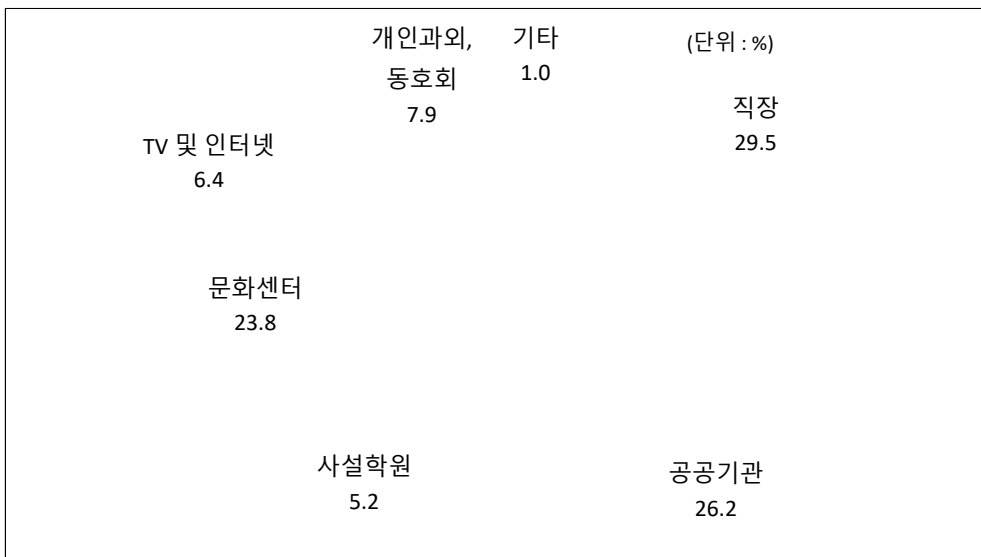 개인과외,
동호회
7.9
기타
1.0
(단위 : %)
직장
29.5
TV 및 인터넷
6.4
문화센터
23.8
사설학원
5.2
공공기관
26.2